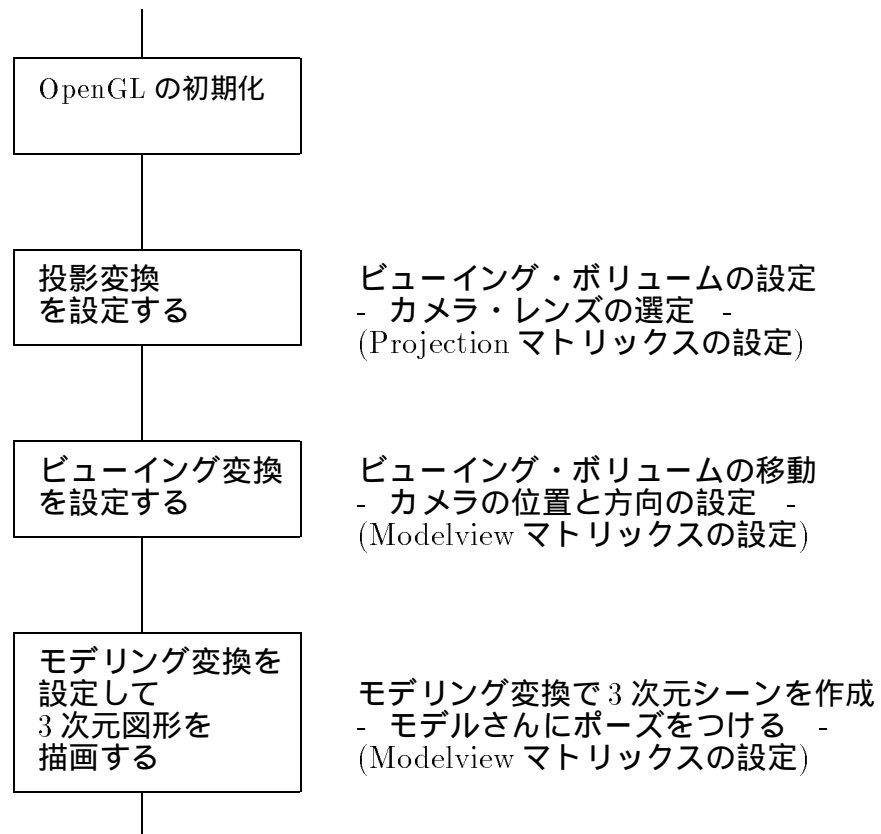 OpenGL の初期化
投影変換
を設定する
ビューイング・ボリュームの設定
- カメラ・レンズの選定 -
(Projection マトリックスの設定)
ビューイング変換
を設定する
ビューイング・ボリュームの移動
- カメラの位置と方向の設定 -
(Modelview マトリックスの設定)
モデリング変換を
設定して
3 次元図形を
描画する
モデリング変換で 3 次元シーンを作成
- モデルさんにポーズをつける -
(Modelview マトリックスの設定)